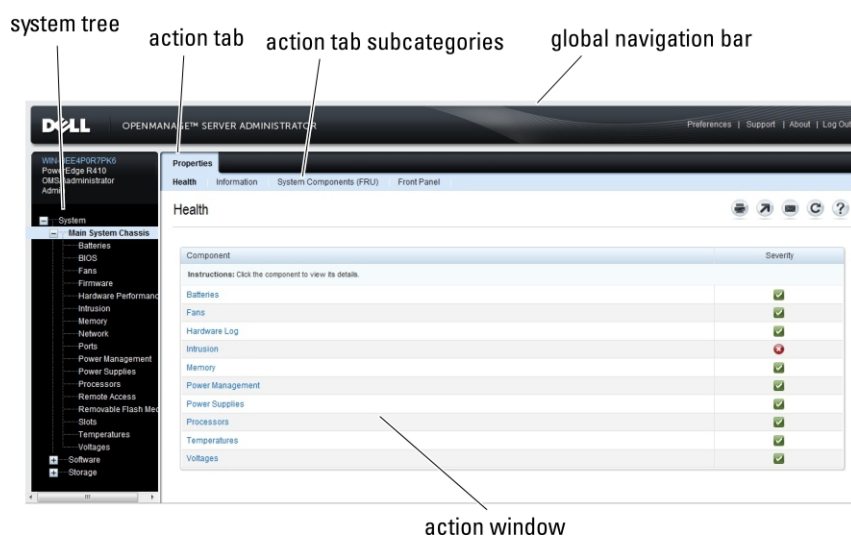 system tree
action tab
action tab subcategories
global navigation bar
DELL OPENMANAGE™ SERVER ADMINISTRATOR
Preferences | Support | About | Log Out
PowerEdge R410
Admin
Properties
Health Information System Components (FRU) Front Panel
Health
System
Main System Chassis
Batteries
BIOS
Fans
Firmware
Hardware Performanc
Intrusion
Memory
Network
Ports
Power Management
Power Supplies
Processors
Remote Access
Removable Flash Med
Slots
Temperatures
Voltages
Software
Storage
Component Severity
Instructions: Click the component to view its details.
Batteries
Fans
Hardware Log
Intrusion
Memory
Power Management
Power Supplies
Processors
Temperatures
Voltages
action window